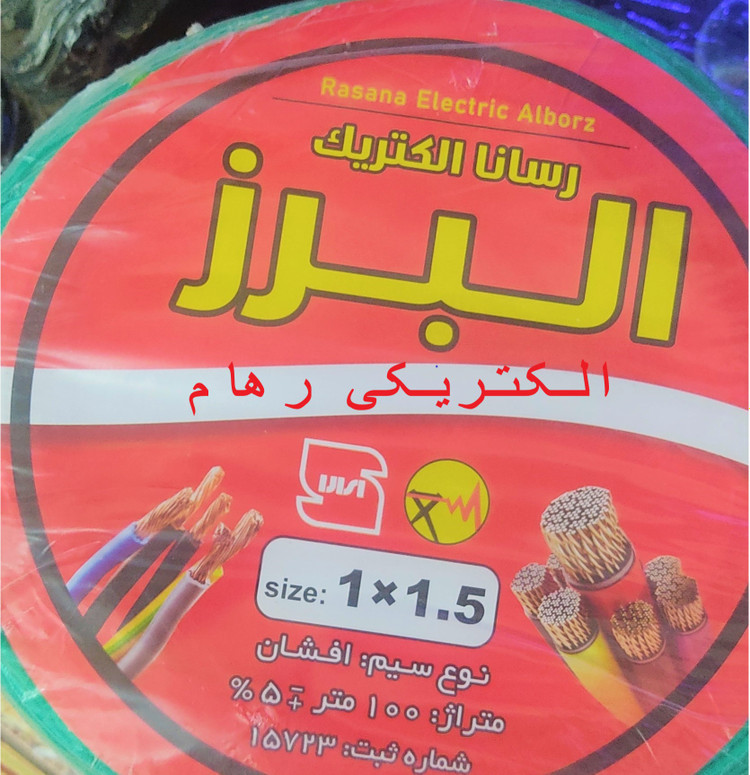 Rasana Electric Alborz
رسانا الکتریک
البرز
الکتریکی رهام
size: 1×1.5
نوع سیم: افشان
متراژ: ۱۰۰ متر ∓ ۵ %
شماره ثبت: ۱۵۷۲۳